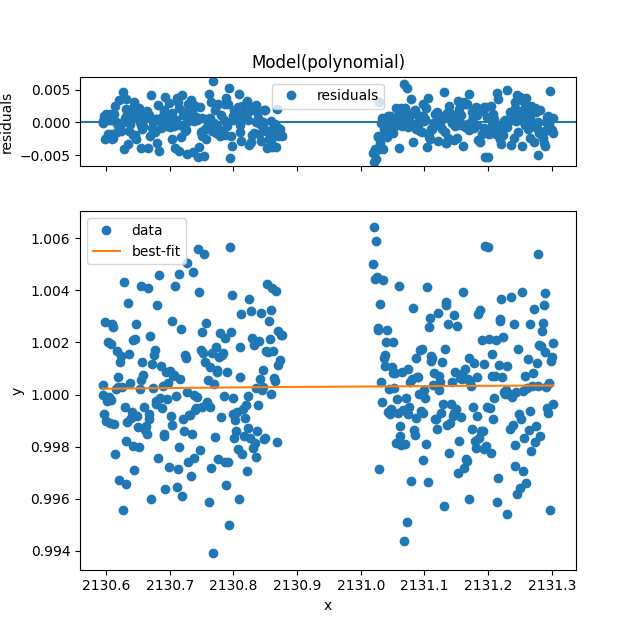 Model(polynomial)
0.005
0.000
−0.005
residuals
residuals
1.006
1.004
1.002
1.000
0.998
0.996
0.994
y
data
best-fit
2130.6 2130.7 2130.8 2130.9 2131.0 2131.1 2131.2 2131.3
x